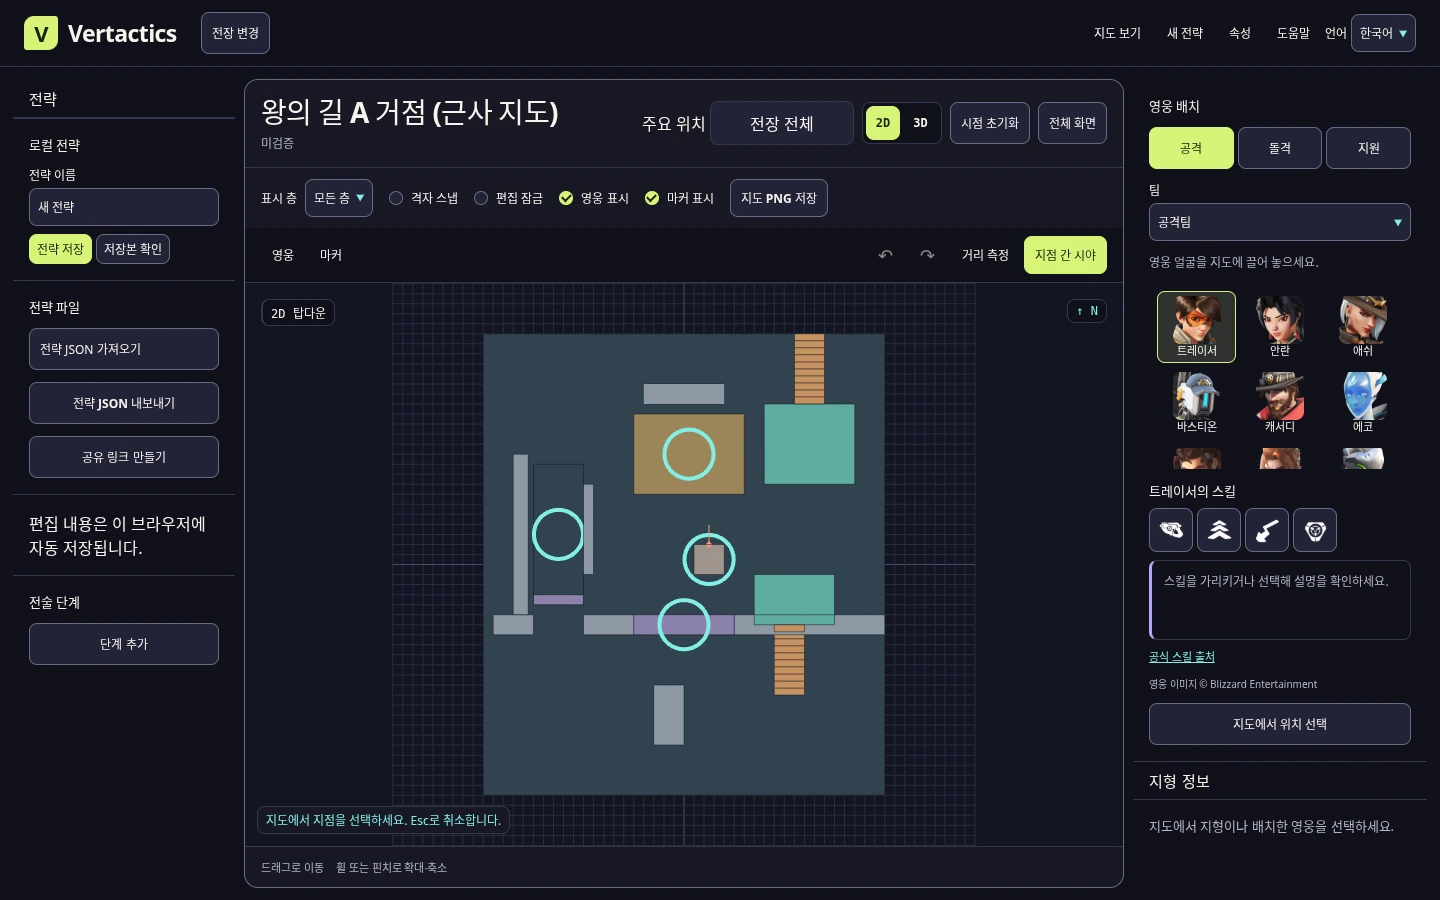 V Vertactics
전장 변경
지도 보기
새 전략
속성
도움말
언어
한국어
전략
로컬 전략
전략 이름
새 전략
전략 저장
저장본 확인
전략 파일
전략 JSON 가져오기
전략 JSON 내보내기
공유 링크 만들기
편집 내용은 이 브라우저에
자동 저장됩니다.
전술 단계
단계 추가
왕의 길 A 거점 (근사 지도)
미검증
주요 위치
전장 전체
2D
3D
시점 초기화
전체 화면
표시 층
모든 층
격자 스냅
편집 잠금
영웅 표시
마커 표시
지도 PNG 저장
영웅
마커
거리 측정
지점 간 시야
2D 탑다운
↑ N
지도에서 지점을 선택하세요. Esc로 취소합니다.
드래그로 이동
휠 또는 핀치로 확대·축소
영웅 배치
공격
돌격
지원
팀
공격팀
영웅 얼굴을 지도에 끌어 놓으세요.
트레이서
안란
애쉬
바스티온
캐서디
에코
트레이서의 스킬
스킬을 가리키거나 선택해 설명을 확인하세요.
공식 스킬 출처
영웅 이미지 © Blizzard Entertainment
지도에서 위치 선택
지형 정보
지도에서 지형이나 배치한 영웅을 선택하세요.